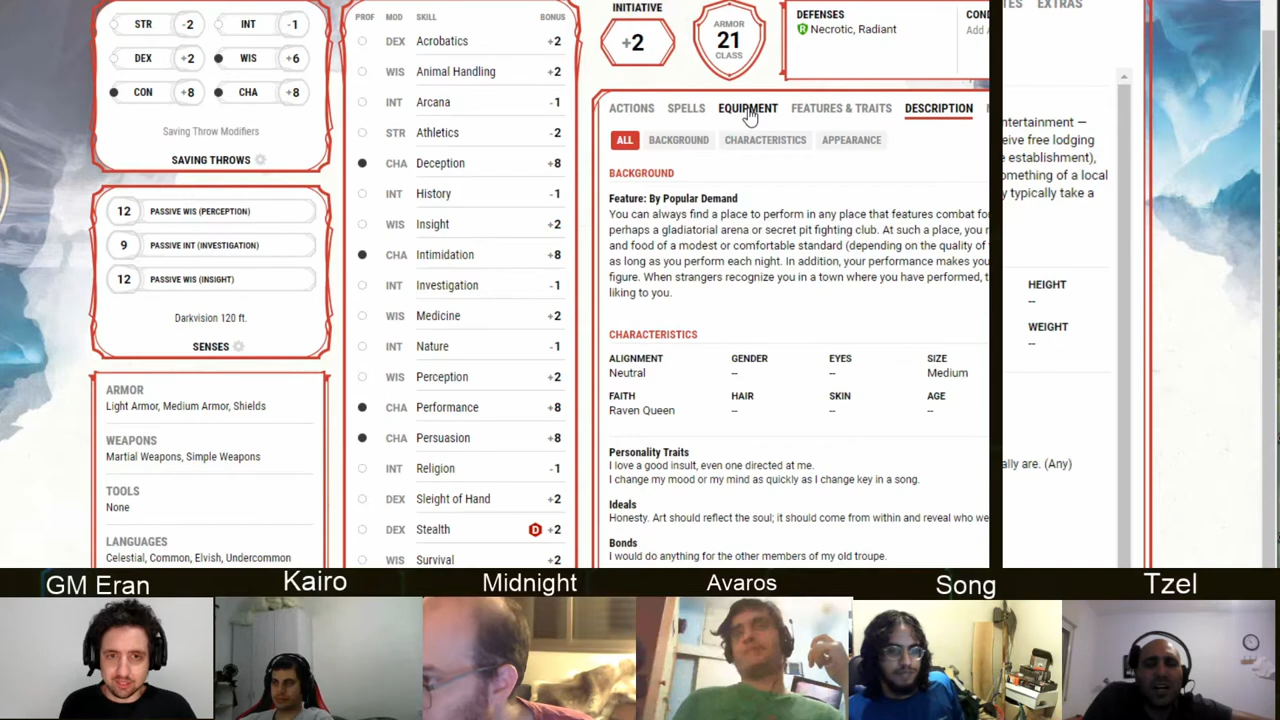 STR -2 INT -1
DEX +2 WIS +6
CON +8 CHA +8
Saving Throw Modifiers
SAVING THROWS
12 PASSIVE WIS (PERCEPTION)
9 PASSIVE INT (INVESTIGATION)
12 PASSIVE WIS (INSIGHT)
Darkvision 120 ft.
SENSES
ARMOR
Light Armor, Medium Armor, Shields
WEAPONS
Martial Weapons, Simple Weapons
TOOLS
None
LANGUAGES
Celestial, Common, Elvish, Undercommon
PROF MOD SKILL BONUS
DEX Acrobatics +2
WIS Animal Handling +2
INT Arcana -1
STR Athletics -2
CHA Deception +8
INT History -1
WIS Insight +2
CHA Intimidation +8
INT Investigation -1
WIS Medicine +2
INT Nature -1
WIS Perception +2
CHA Performance +8
CHA Persuasion +8
INT Religion -1
DEX Sleight of Hand +2
DEX Stealth D +2
WIS Survival +2
INITIATIVE
+2
ARMOR
21
CLASS
DEFENSES
R Necrotic, Radiant
CON
Add
ACTIONS SPELLS EQUIPMENT FEATURES & TRAITS DESCRIPTION
ALL BACKGROUND CHARACTERISTICS APPEARANCE
BACKGROUND
Feature: By Popular Demand
You can always find a place to perform in any place that features combat fo
perhaps a gladiatorial arena or secret pit fighting club. At such a place, you
and food of a modest or comfortable standard (depending on the quality of
as long as you perform each night. In addition, your performance makes you
figure. When strangers recognize you in a town where you have performed, t
liking to you.
CHARACTERISTICS
ALIGNMENT GENDER EYES SIZE
Neutral -- -- Medium
FAITH HAIR SKIN AGE
Raven Queen -- -- --
Personality Traits
I love a good insult, even one directed at me.
I change my mood or my mind as quickly as I change key in a song.
Ideals
Honesty. Art should reflect the soul; it should come from within and reveal who we
Bonds
I would do anything for the other members of my old troupe.
TES EXTRAS
ntertainment —
eive free lodging
e establishment),
omething of a local
y typically take a
HEIGHT
--
WEIGHT
--
ally are. (Any)
GM Eran Kairo Midnight Avaros Song Tzel